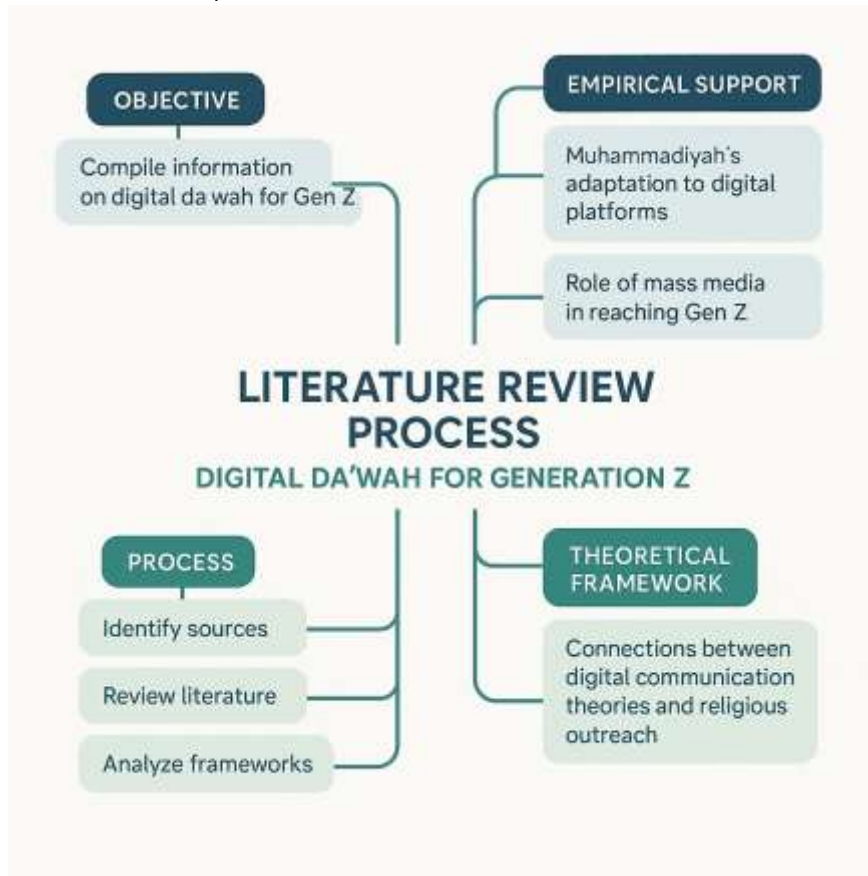 OBJECTIVE
Compile information
on digital da wah for Gen Z
EMPIRICAL SUPPORT
Muhammadiyah's
adaptation to digital
platforms
Role of mass media
in reaching Gen Z
LITERATURE REVIEW
PROCESS
DIGITAL DA'WAH FOR GENERATION Z
PROCESS
Identify sources
Review literature
Analyze frameworks
THEORETICAL
FRAMEWORK
Connections between
digital communication
theories and religious
outreach